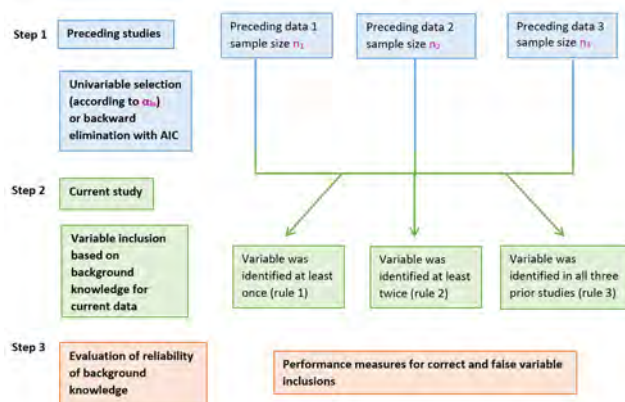 Step 1
Preceding studies
Preceding data 1
sample size n₁
Preceding data 2
sample size n₂
Preceding data 3
sample size n₃
Univariable selection
(according to
or backward
elimination with AIC
Step 2
Current study
Variable inclusion
based on
background
knowledge for
current data
Variable was
identified at least
once (rule 1)
Variable was
identified at least
twice (rule 2)
Variable was
identified in all three
prior studies (rule 3)
Step 3
Evaluation of reliability
of background
knowledge
Performance measures for correct and false variable
inclusions